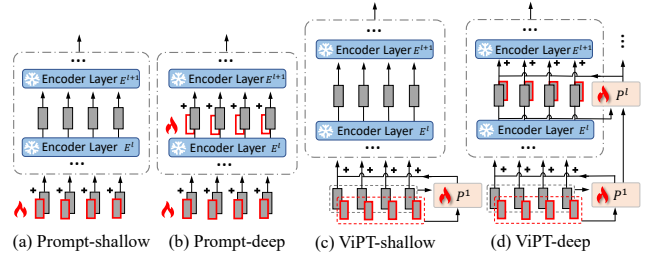 ...
Encoder Layer E^{l+1}
Encoder Layer E^l
...
+ + + +
(a) Prompt-shallow
...
Encoder Layer E^{l+1}
+ + + +
Encoder Layer E^l
...
+ + + +
(b) Prompt-deep
...
Encoder Layer E^{l+1}
Encoder Layer E^l
...
+ + + +
P^1
(c) ViPT-shallow
...
...
Encoder Layer E^{l+1}
+ + + +
P^l
Encoder Layer E^l
...
+ + + +
P^1
(d) ViPT-deep